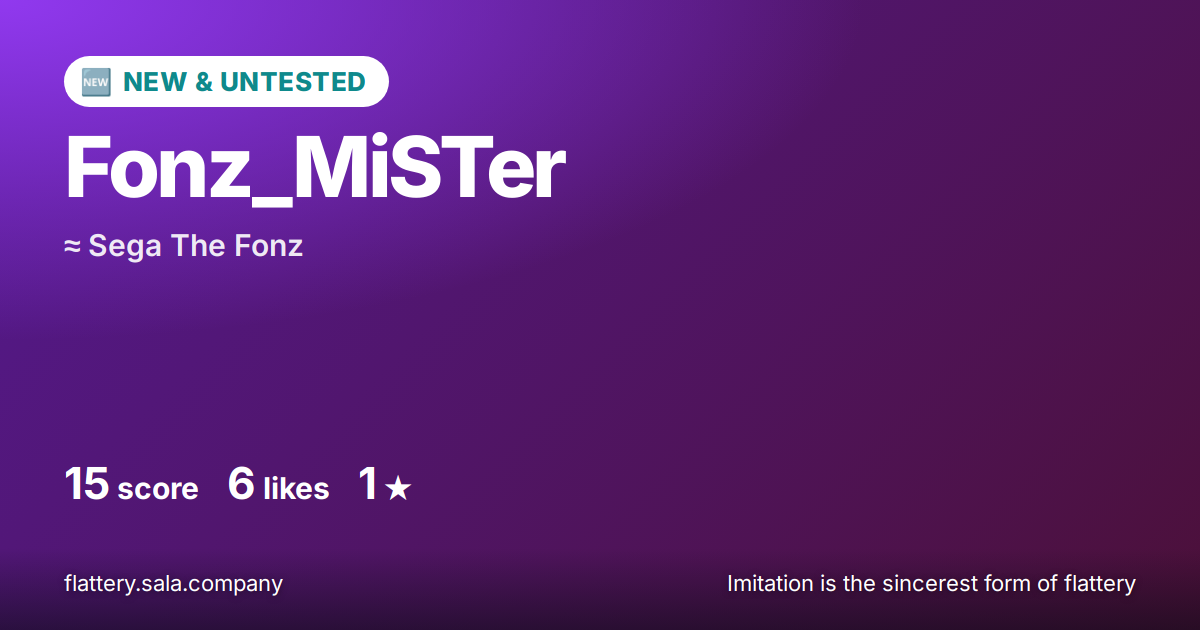 🆕 NEW & UNTESTED
Fonz_MiSTer
≈ Sega The Fonz
15 score 6 likes 1 ★
flattery.sala.company
Imitation is the sincerest form of flattery